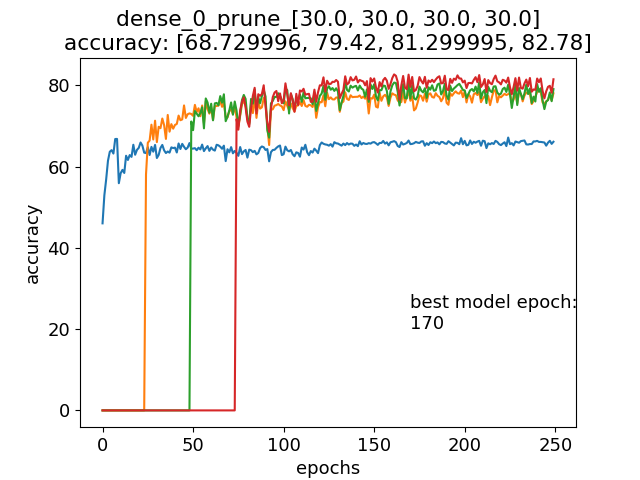 dense_0_prune_[30.0, 30.0, 30.0, 30.0]
accuracy: [68.729996, 79.42, 81.299995, 82.78]
80
60
40
20
0
accuracy
best model epoch:
170
0 50 100 150 200 250
epochs